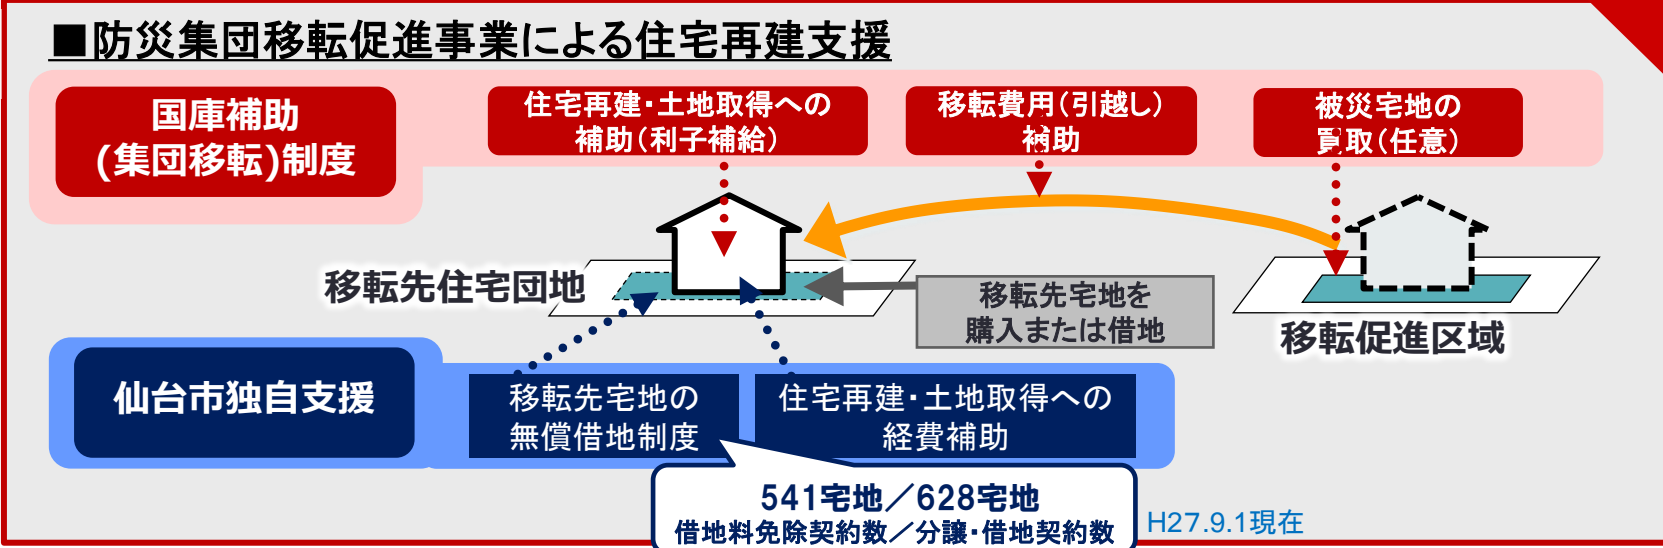 ■防災集団移転促進事業による住宅再建支援
国庫補助
(集団移転)制度
住宅再建・土地取得への
補助(利子補給)
移転費用(引越し)
補助
被災宅地の
買取(任意)
移転先住宅団地
移転先宅地を
購入または借地
移転促進区域
仙台市独自支援
移転先宅地の
無償借地制度
住宅再建・土地取得への
経費補助
541宅地／628宅地
借地料免除契約数／分譲・借地契約数
H27.9.1現在